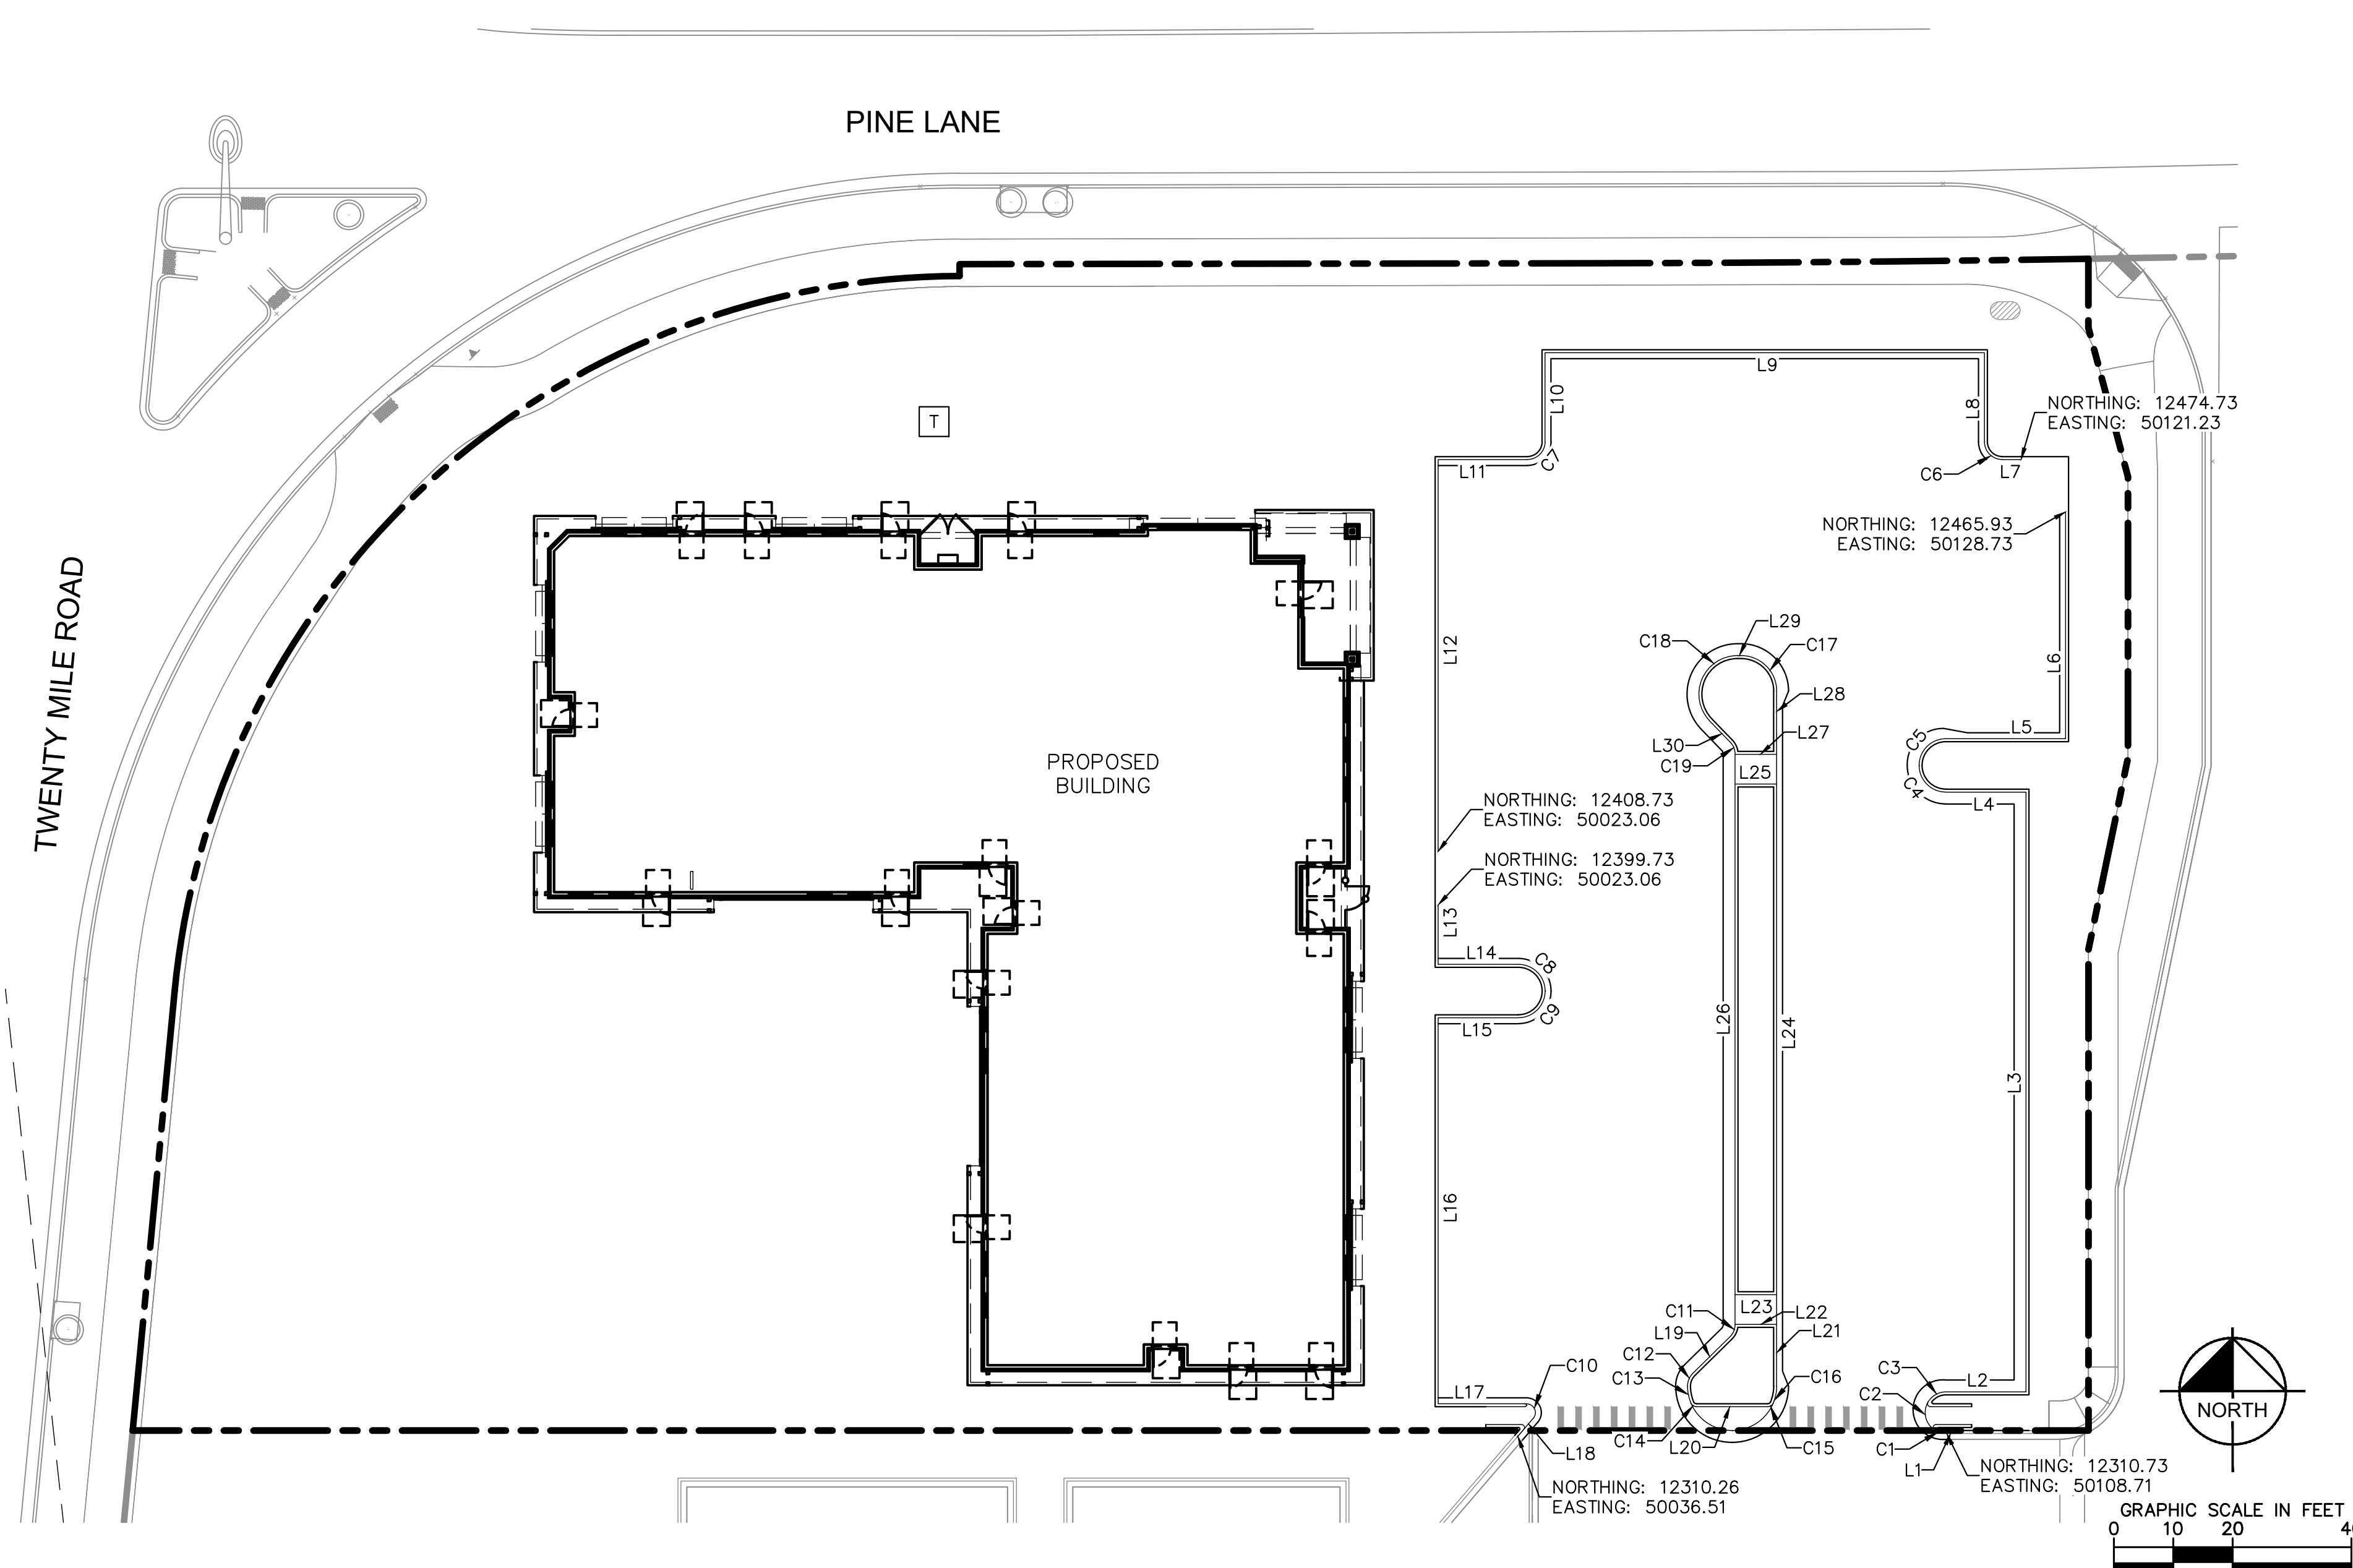 PINE LANE
TWENTY MILE ROAD
T
L9
L10
L8
NORTHING: 12474.73
EASTING: 50121.23
L11
C7
C6
L7
NORTHING: 12465.93
EASTING: 50128.73
L12
L29
C18
C17
L6
L28
L30
L27
C19
L25
L5
C5
C4
L4
PROPOSED
BUILDING
NORTHING: 12408.73
EASTING: 50023.06
NORTHING: 12399.73
EASTING: 50023.06
L13
L14
C8
C9
L15
L26
L24
L3
L16
L23
C11
L22
L19
L21
C12
C10
C13
C16
L17
C3
L2
C2
C14
L20
C15
C1
L18
L1
NORTHING: 12310.26
EASTING: 50036.51
NORTHING: 12310.73
EASTING: 50108.71
NORTH
GRAPHIC SCALE IN FEET
0 10 20